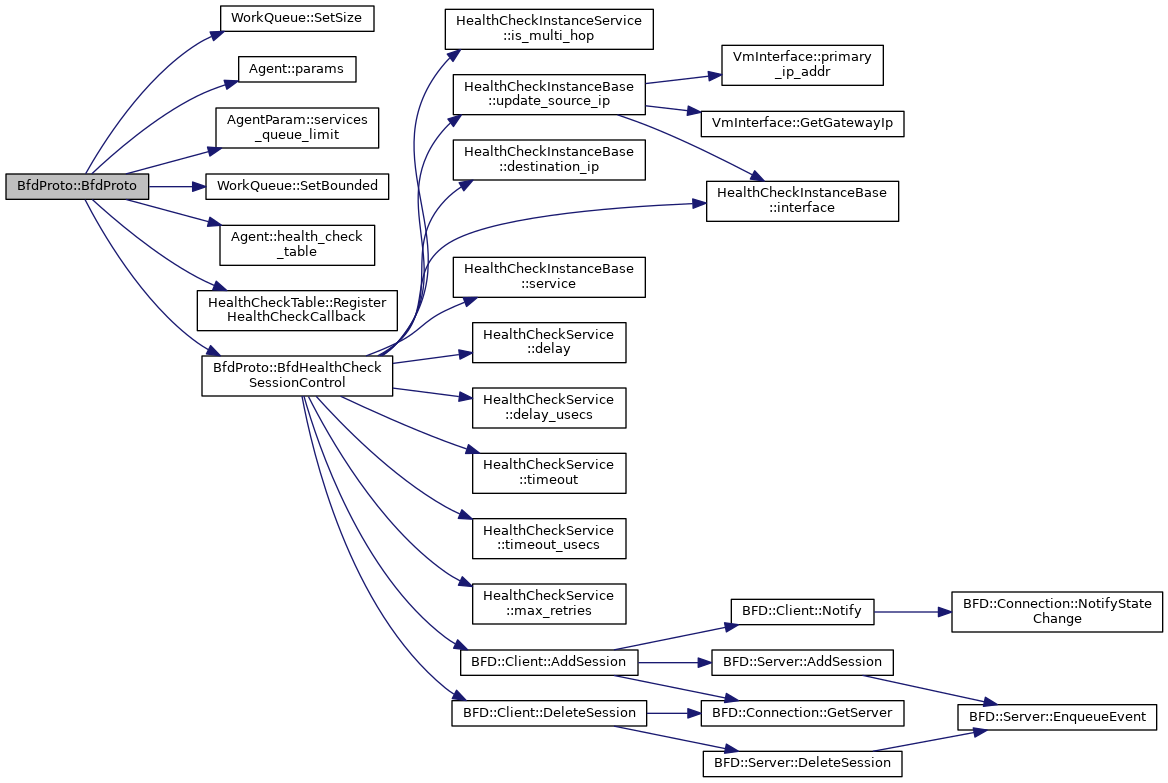 BfdProto::BfdProto
WorkQueue::SetSize
Agent::params
AgentParam::services
_queue_limit
WorkQueue::SetBounded
Agent::health_check
_table
HealthCheckTable::Register
HealthCheckCallback
BfdProto::BfdHealthCheck
SessionControl
HealthCheckInstanceService
::is_multi_hop
HealthCheckInstanceBase
::update_source_ip
HealthCheckInstanceBase
::destination_ip
HealthCheckInstanceBase
::service
HealthCheckService
::delay
HealthCheckService
::delay_usecs
HealthCheckService
::timeout
HealthCheckService
::timeout_usecs
HealthCheckService
::max_retries
BFD::Client::AddSession
BFD::Client::DeleteSession
VmInterface::primary
_ip_addr
VmInterface::GetGatewayIp
HealthCheckInstanceBase
::interface
BFD::Client::Notify
BFD::Server::AddSession
BFD::Connection::GetServer
BFD::Server::DeleteSession
BFD::Connection::NotifyState
Change
BFD::Server::EnqueueEvent